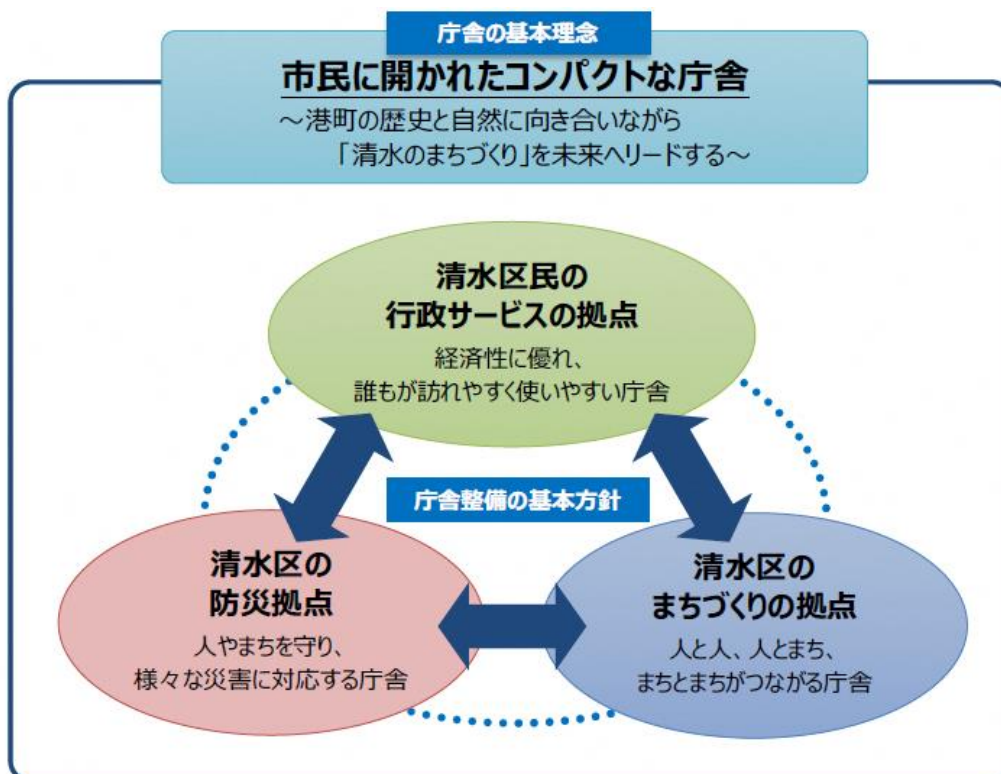 庁舎の基本理念
市民に開かれたコンパクトな庁舎
～港町の歴史と自然に向き合いながら
「清水のまちづくり」を未来へリードする～
清水区民の
行政サービスの拠点
経済性に優れ、
誰もが訪れやすく使いやすい庁舎
庁舎整備の基本方針
清水区の
防災拠点
人やまちを守り、
様々な災害に対応する庁舎
清水区の
まちづくりの拠点
人と人、人とまち、
まちとまちがつながる庁舎